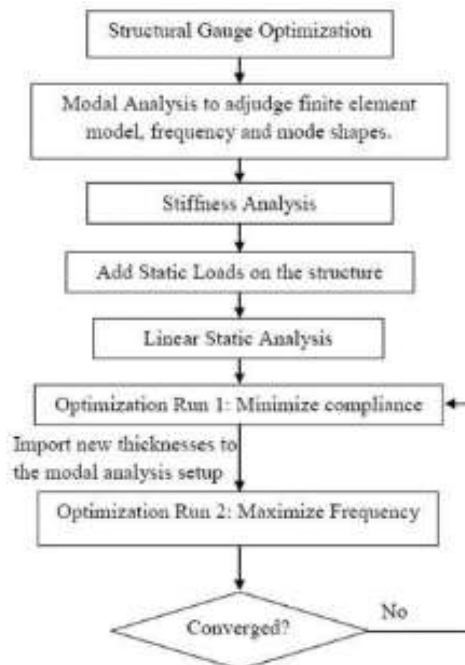 Structural Gauge Optimization
Modal Analysis to adjudge finite element
model, frequency and mode shapes.
Stiffness Analysis
Add Static Loads on the structure
Linear Static Analysis
Optimization Run 1: Minimize compliance
Import new thicknesses to
the modal analysis setup
Optimization Run 2: Maximize Frequency
No
Converged?